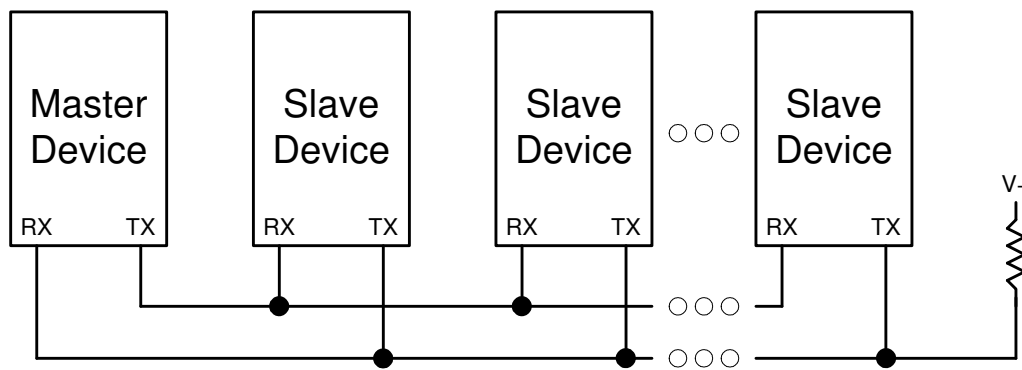 Master
Device
Slave
Device
Slave
Device
Slave
Device
RX TX
RX TX
RX TX
RX TX